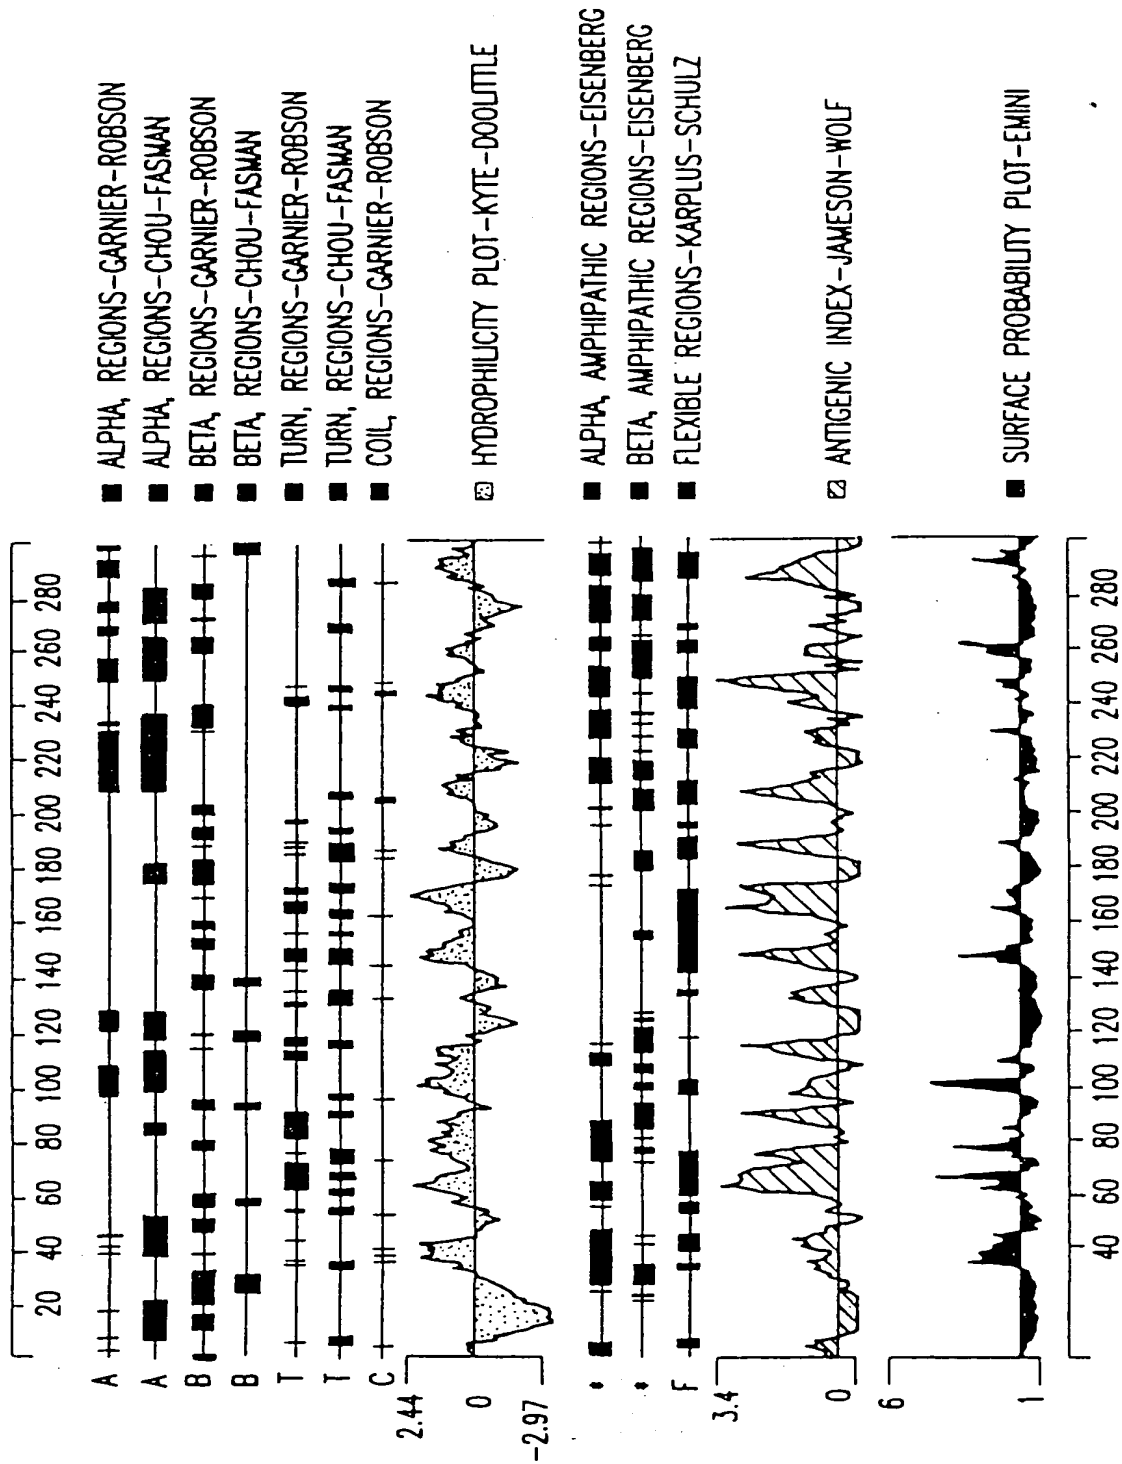 20 40 60 80 100 120 140 160 180 200 220 240 260 280
A ALPHA, REGIONS-GARNIER-ROBSON
A ALPHA, REGIONS-CHOU-FASMAN
B BETA, REGIONS-GARNIER-ROBSON
B BETA, REGIONS-CHOU-FASMAN
T TURN, REGIONS-GARNIER-ROBSON
T TURN, REGIONS-CHOU-FASMAN
C COIL, REGIONS-GARNIER-ROBSON
2.44
0 HYDROPHILICITY PLOT-KYTE-DOOLITTLE
-2.97
* ALPHA, AMPHIPATHIC REGIONS-EISENBERG
* BETA, AMPHIPATHIC REGIONS-EISENBERG
F FLEXIBLE REGIONS-KARPLUS-SCHULZ
3.4
0 ANTIGENIC INDEX-JAMESON-WOLF
6
1 SURFACE PROBABILITY PLOT-EMINI
40 60 80 100 120 140 160 180 200 220 240 260 280